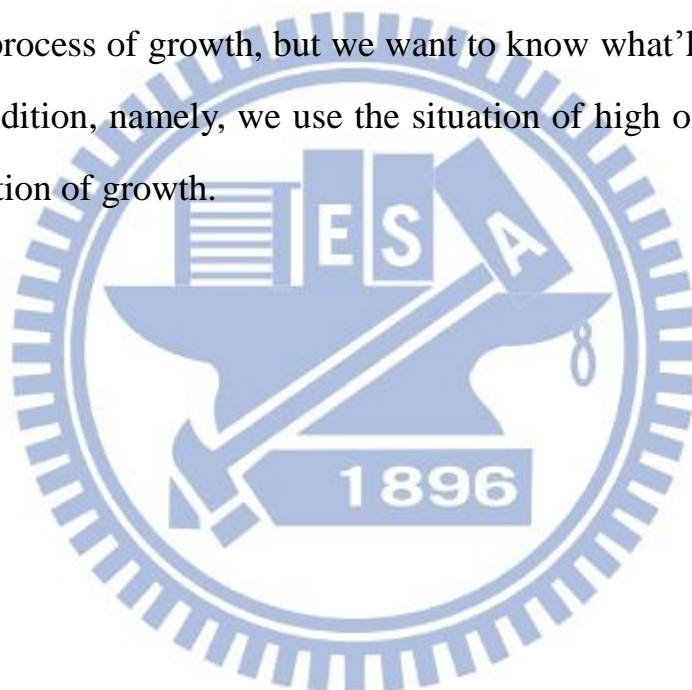 process of growth, but we want to know what'l
dition, namely, we use the situation of high o
tion of growth.
E S A
1896